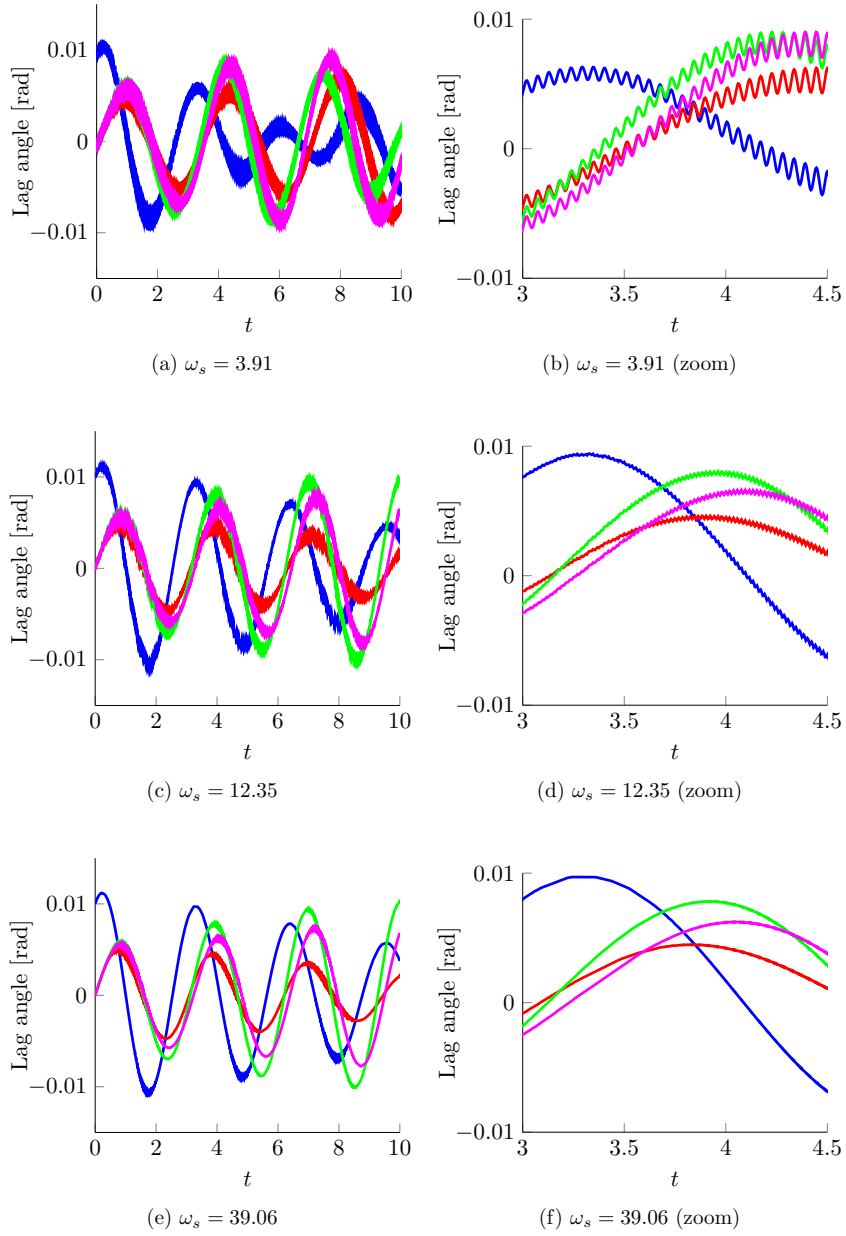 0.01
0
−0.01
Lag angle [rad]
0 2 4 6 8 10
t
(a) ωs = 3.91
0.01
0
−0.01
Lag angle [rad]
3 3.5 4 4.5
t
(b) ωs = 3.91 (zoom)
0.01
0
−0.01
Lag angle [rad]
0 2 4 6 8 10
t
(c) ωs = 12.35
0.01
0
−0.01
Lag angle [rad]
3 3.5 4 4.5
t
(d) ωs = 12.35 (zoom)
0.01
0
−0.01
Lag angle [rad]
0 2 4 6 8 10
t
(e) ωs = 39.06
0.01
0
−0.01
Lag angle [rad]
3 3.5 4 4.5
t
(f) ωs = 39.06 (zoom)